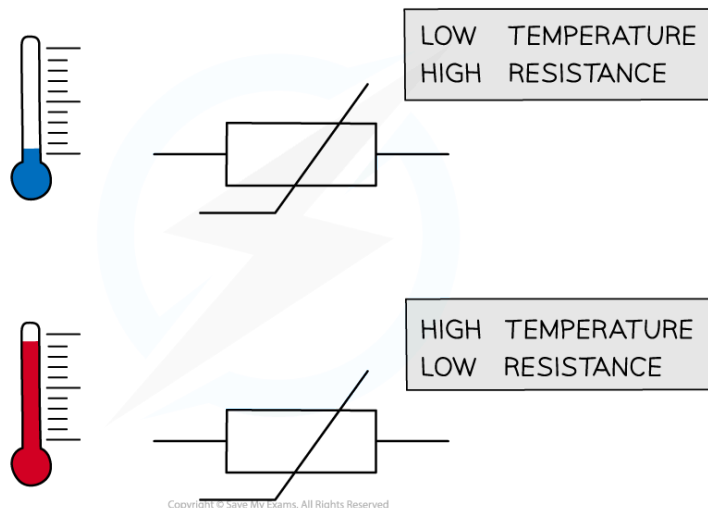 LOW TEMPERATURE
HIGH RESISTANCE
HIGH TEMPERATURE
LOW RESISTANCE
Copyright © Save My Exams. All Rights Reserved